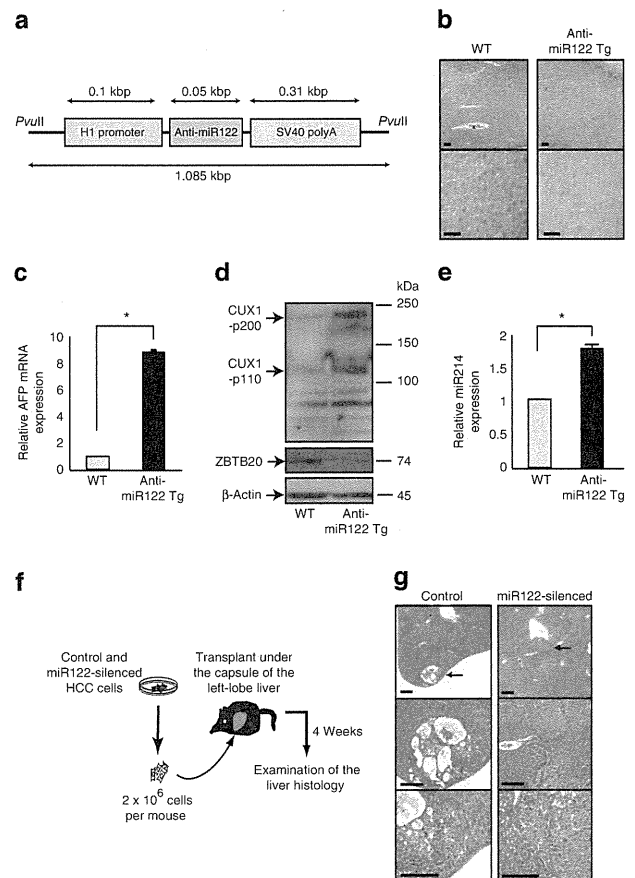 a
0.1 kbp
0.05 kbp
0.31 kbp
PvuII
H1 promoter
Anti-miR122
SV40 polyA
PvuII
1.085 kbp
b
WT
Anti-
miR122 Tg
c
Relative AFP mRNA
expression
10
8
6
4
2
0
*
WT
Anti-
miR122 Tg
d
kDa
CUX1
-p200
250
150
CUX1
-p110
100
ZBTB20
74
β-Actin
45
WT
Anti-
miR122 Tg
e
Relative miR214
expression
2
1.5
1
0.5
0
*
WT
Anti-
miR122 Tg
f
Control and
miR122-silenced
HCC cells
Transplant under
the capsule of the
left-lobe liver
4 Weeks
2 x 10⁶ cells
per mouse
Examination of the
liver histology
g
Control
miR122-silenced